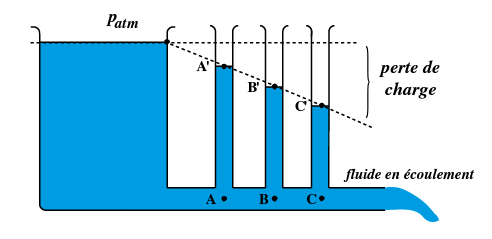 Patm
A'
B'
C'
perte de
charge
fluide en écoulement
A
B
C